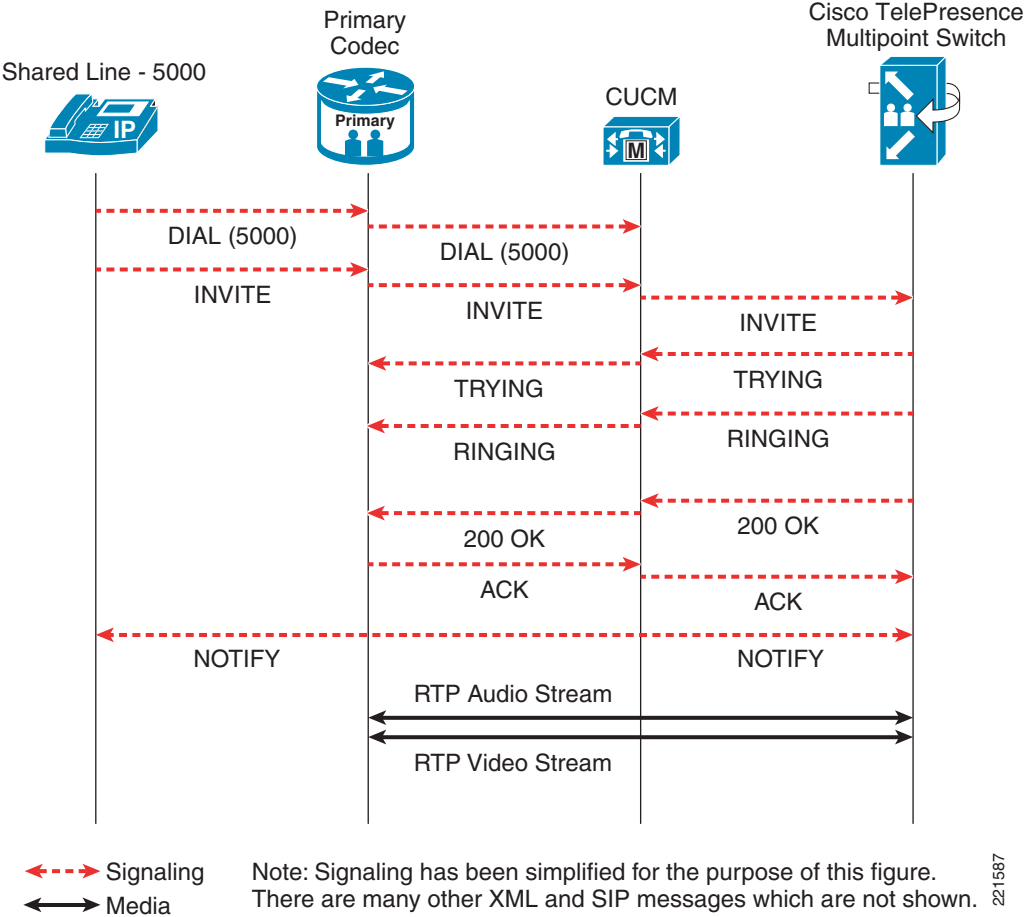 Cisco TelePresence
Multipoint Switch
Primary
Codec
Shared Line - 5000
CUCM
IP
Primary
M
DIAL (5000)
DIAL (5000)
INVITE
INVITE
INVITE
TRYING
TRYING
RINGING
RINGING
200 OK
200 OK
ACK
ACK
NOTIFY
NOTIFY
RTP Audio Stream
RTP Video Stream
Signaling
Media
Note: Signaling has been simplified for the purpose of this figure.
There are many other XML and SIP messages which are not shown.
221587